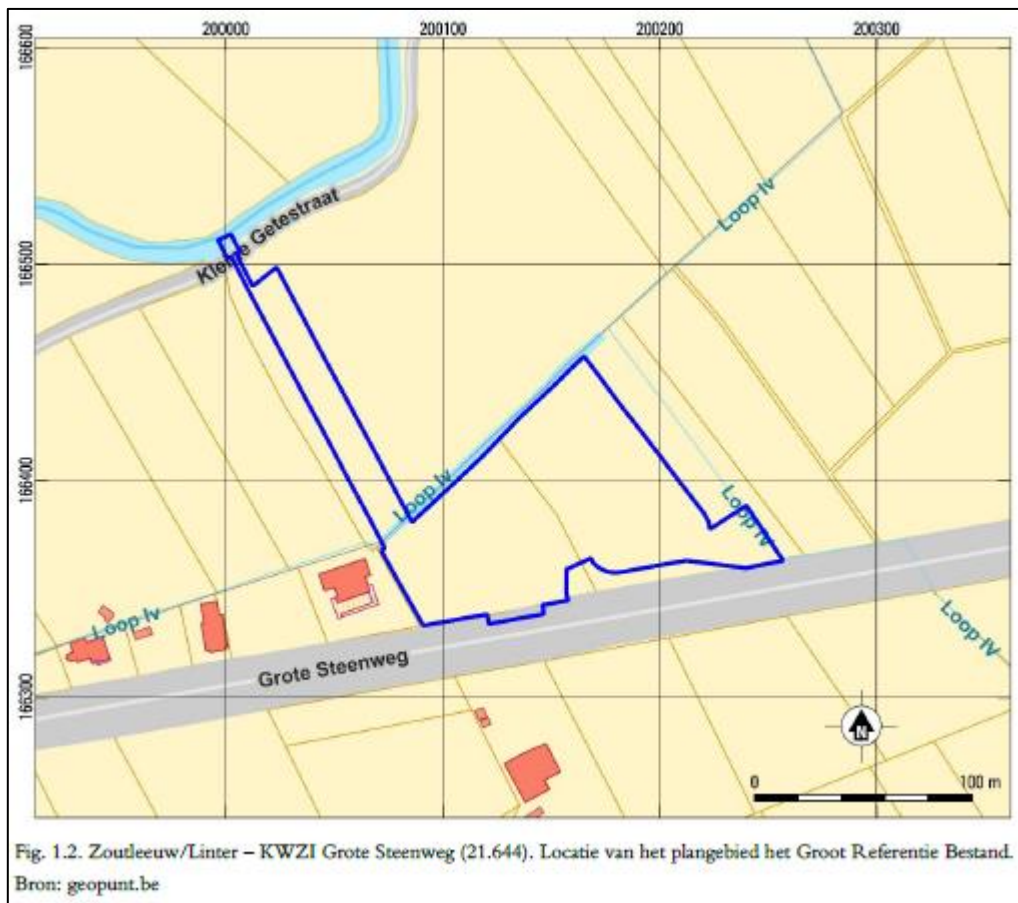 200000 200100 200200 200300
166600
166500
166400
166300
Kleine Getestraat
Loop Iv
Loop Iv
Loop IV
Loop Iv
Loop IV
Grote Steenweg
N
0 100 m
Fig. 1.2. Zoutleeuw/Linter – KWZI Grote Steenweg (21.644). Locatie van het plangebied het Groot Referentie Bestand.
Bron: geopunt.be